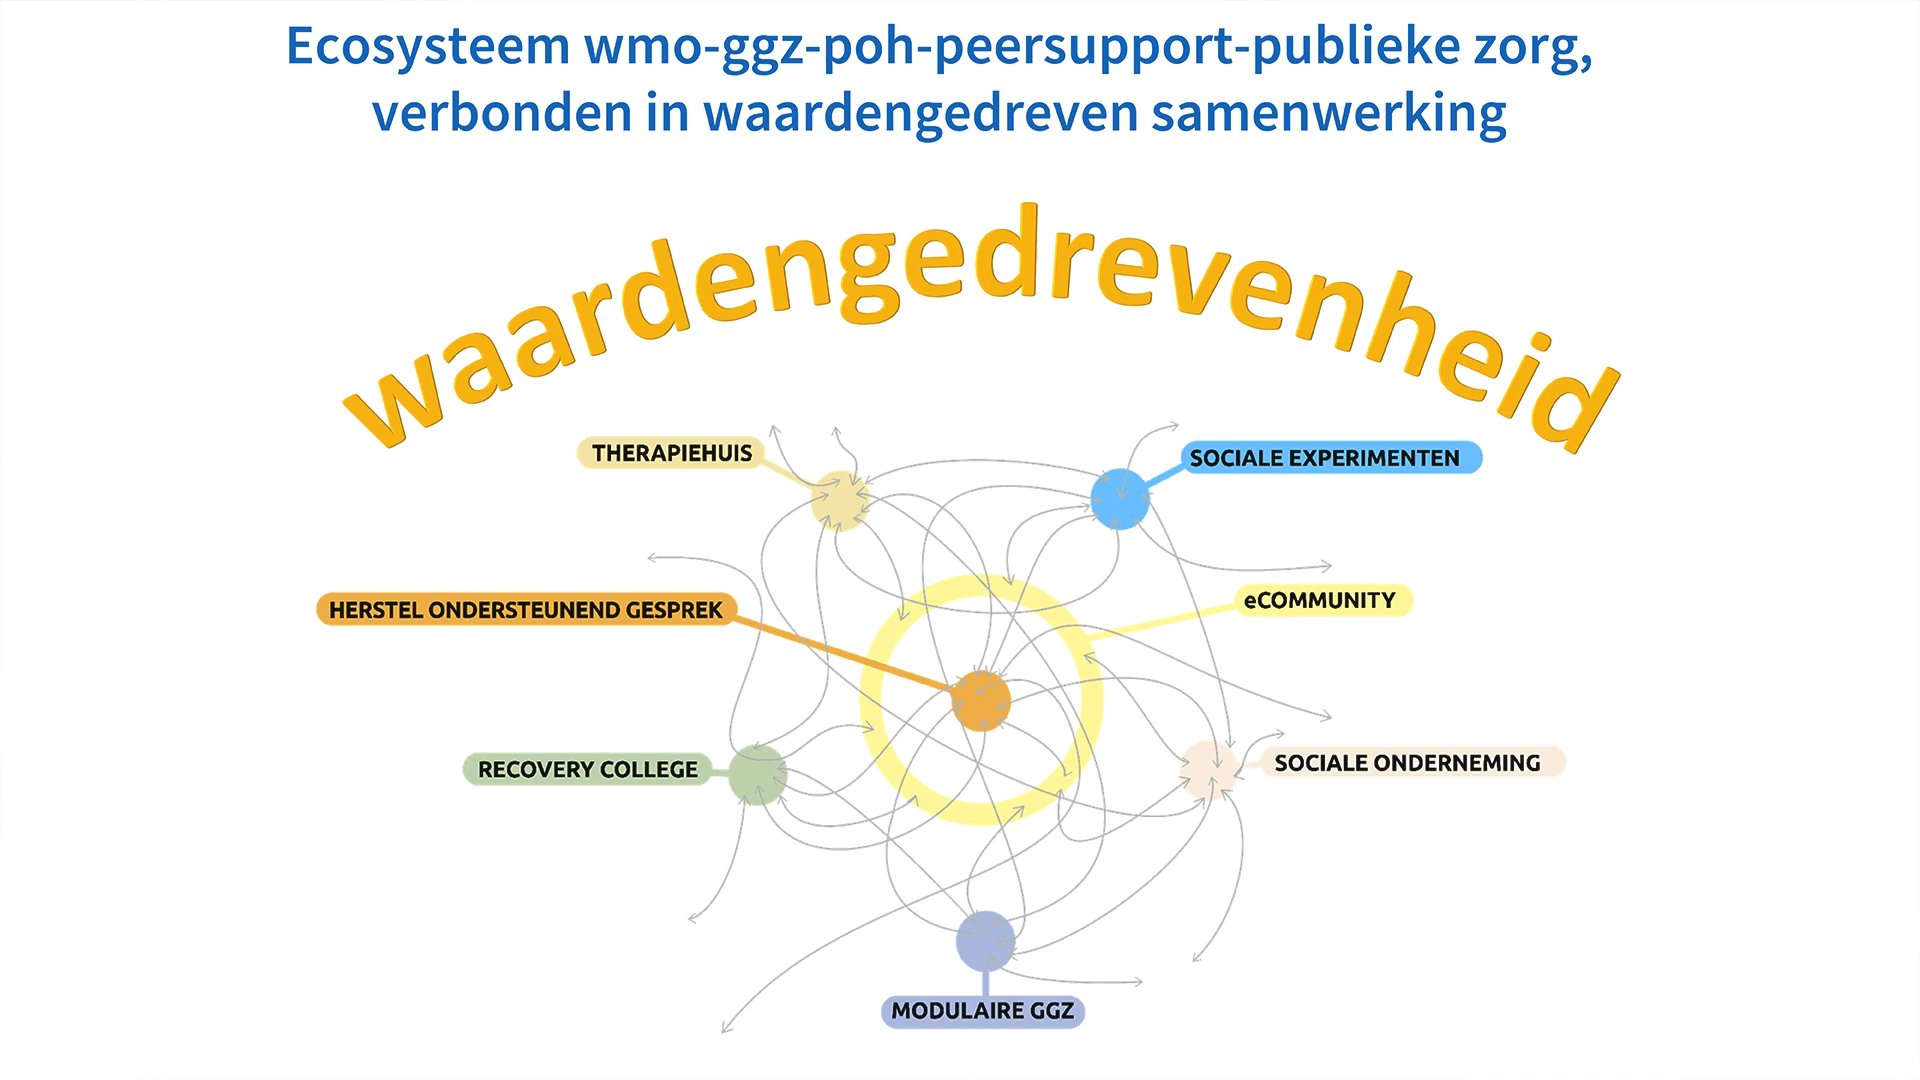 Ecosysteem wmo-ggz-poh-peersupport-publieke zorg,
verbonden in waardengedreven samenwerking
waardengedrevenheid
THERAPIEHUIS
SOCIALE EXPERIMENTEN
HERSTEL ONDERSTEUNEND GESPREK
eCOMMUNITY
RECOVERY COLLEGE
SOCIALE ONDERNEMING
MODULAIRE GGZ